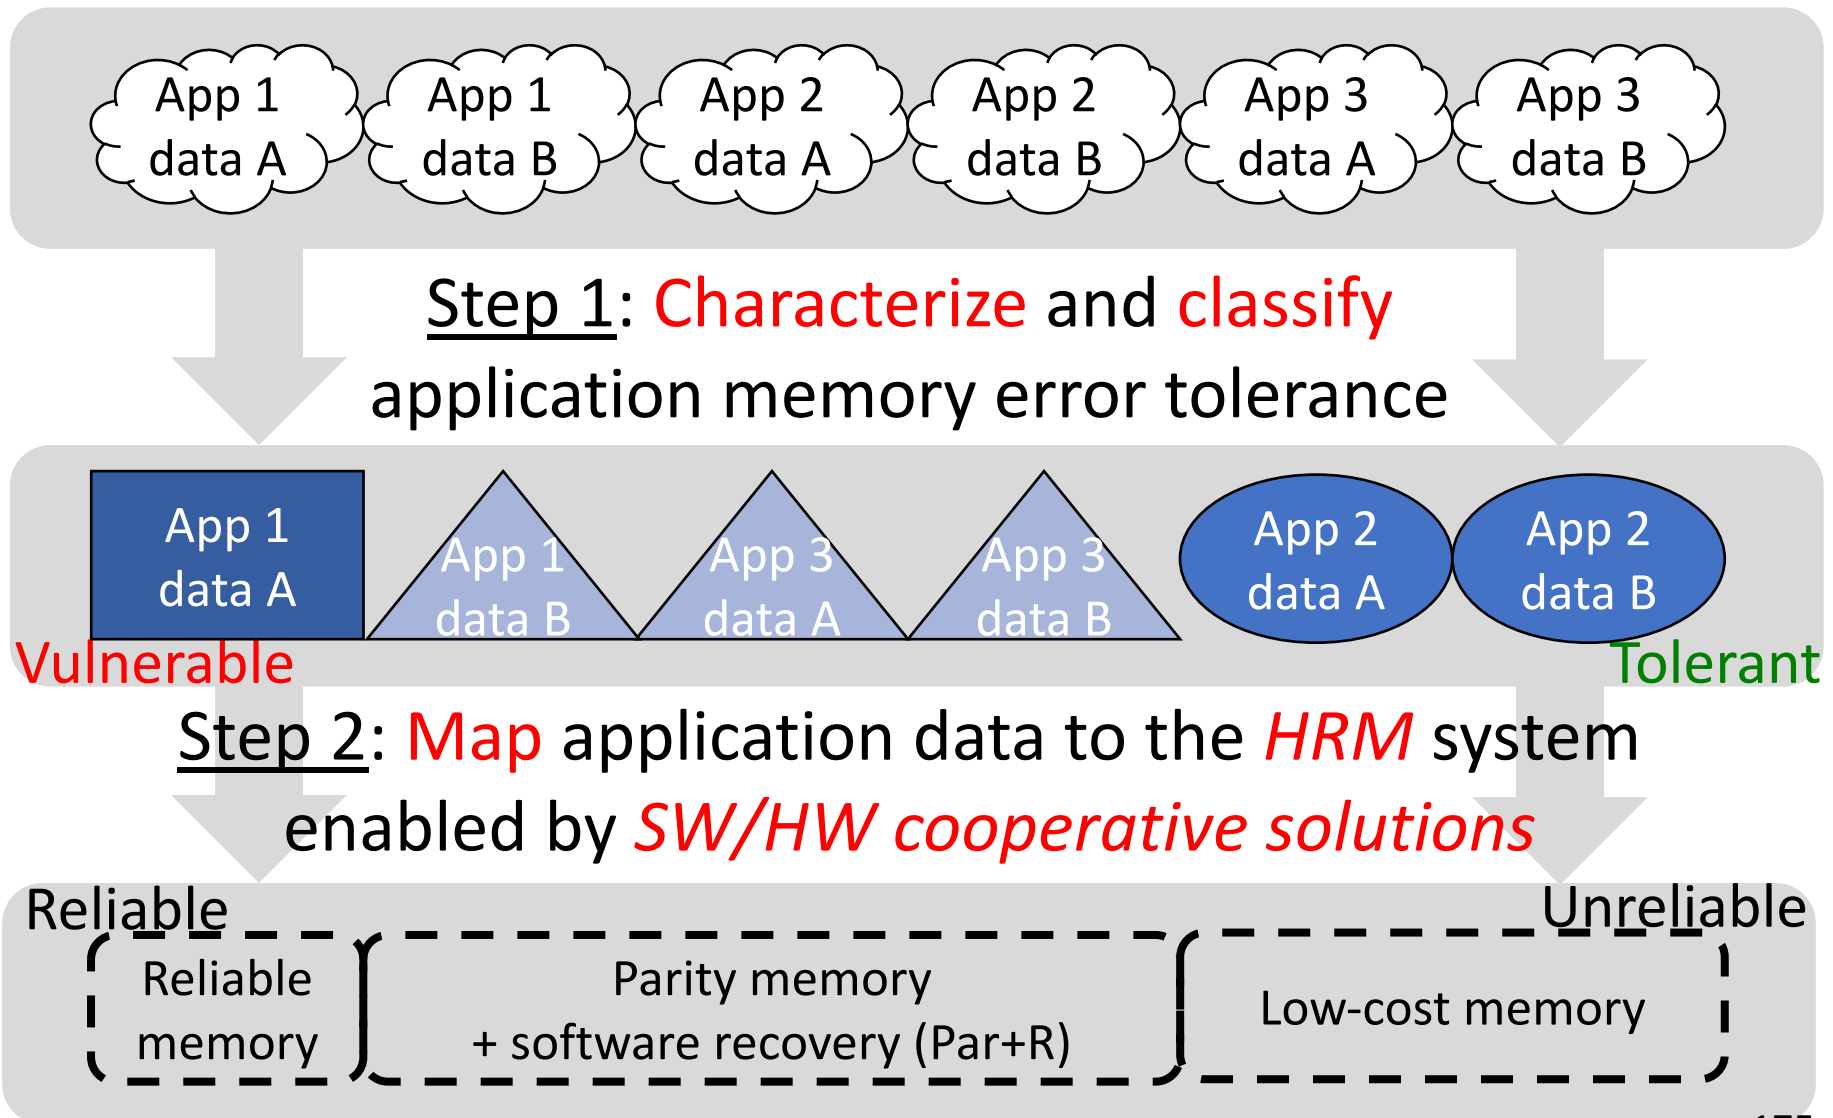 App 1
data A
App 1
data B
App 2
data A
App 2
data B
App 3
data A
App 3
data B
Step 1: Characterize and classify
application memory error tolerance
App 1
data A
App 1
data B
App 3
data A
App 3
data B
App 2
data A
App 2
data B
Vulnerable
Tolerant
Step 2: Map application data to the HRM system
enabled by SW/HW cooperative solutions
Reliable
Unreliable
Reliable
memory
Parity memory
+ software recovery (Par+R)
Low-cost memory